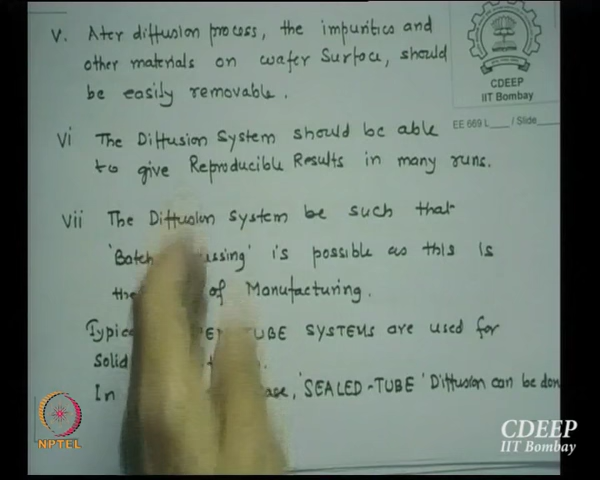 v. Ater diffusion process, the impurities and
other materials on wafer Surface, should
be easily removable.
CDEEP
IIT Bombay
EE 669 L___ / Slide___
vi The Diffusion System should be able
to give Reproducible Results in many runs.
vii The Diffusion System be such that
'Batch is possible as this is
the of Manufacturing.
TUBE SYSTEMS are used for
Solid
In 'SEALED-TUBE' Diffusion can be don
NPTEL
CDEEP
IIT Bombay